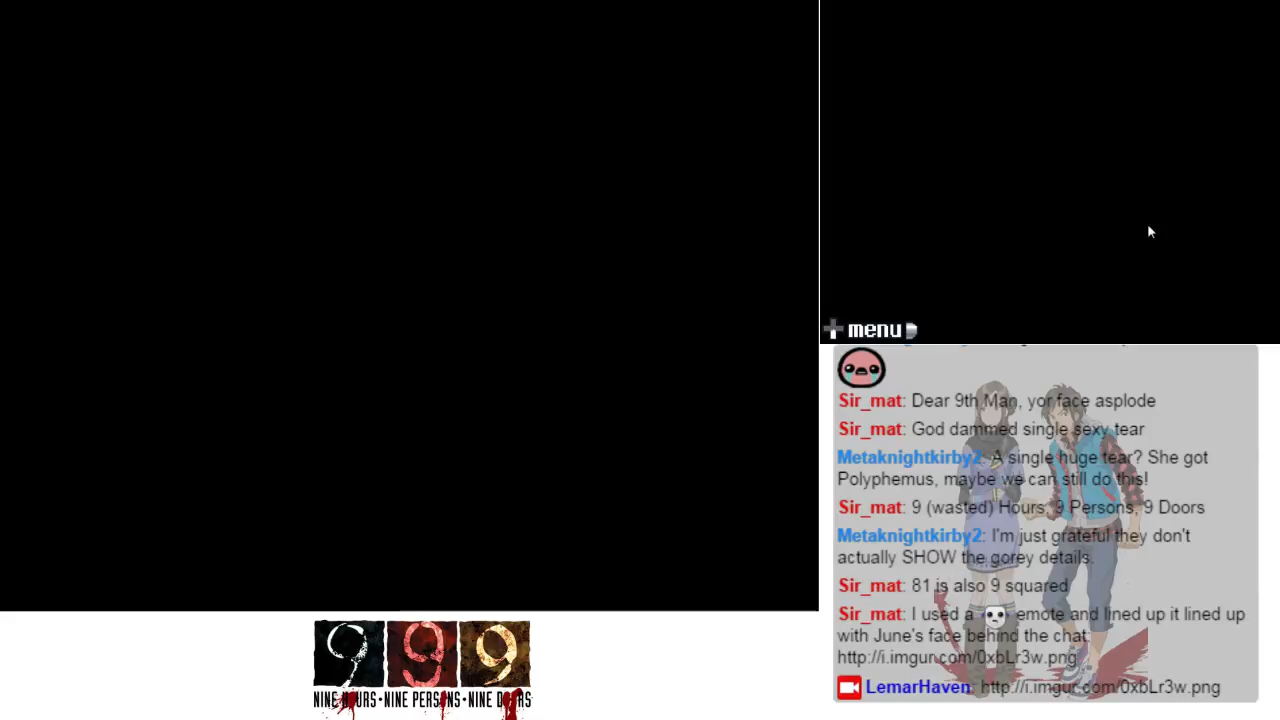 menu
Sir_mat: Dear 9th Man, yor face asplode
Sir_mat: God dammed single sexy tear
Metaknightkirby2: A single huge tear? She got
Polyphemus, maybe we can still do this!
Sir_mat: 9 (wasted) Hours, 9 Persons, 9 Doors
Metaknightkirby2: I'm just grateful they don't
actually SHOW the gorey details.
Sir_mat: 81 is also 9 squared
Sir_mat: I used a emote and lined up it lined up
with June's face behind the chat:
http://i.imgur.com/0xbLr3w.png
LemarHaven: http://i.imgur.com/0xbLr3w.png
999
NINE HOURS•NINE PERSONS•NINE DOORS